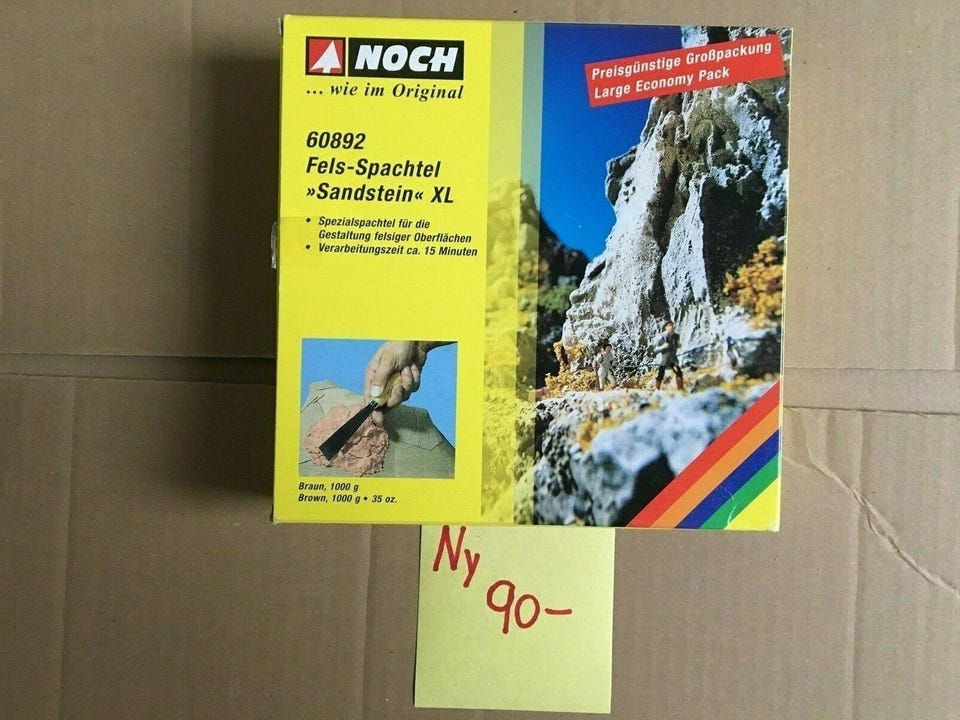 NOCH
... wie im Original
60892
Fels-Spachtel
»Sandstein« XL
• Spezialspachtel für die
Gestaltung felsiger Oberflächen
• Verarbeitungszeit ca. 15 Minuten
Preisgünstige Großpackung
Large Economy Pack
Braun, 1000 g
Brown, 1000 g • 35 oz.
Ny
90-